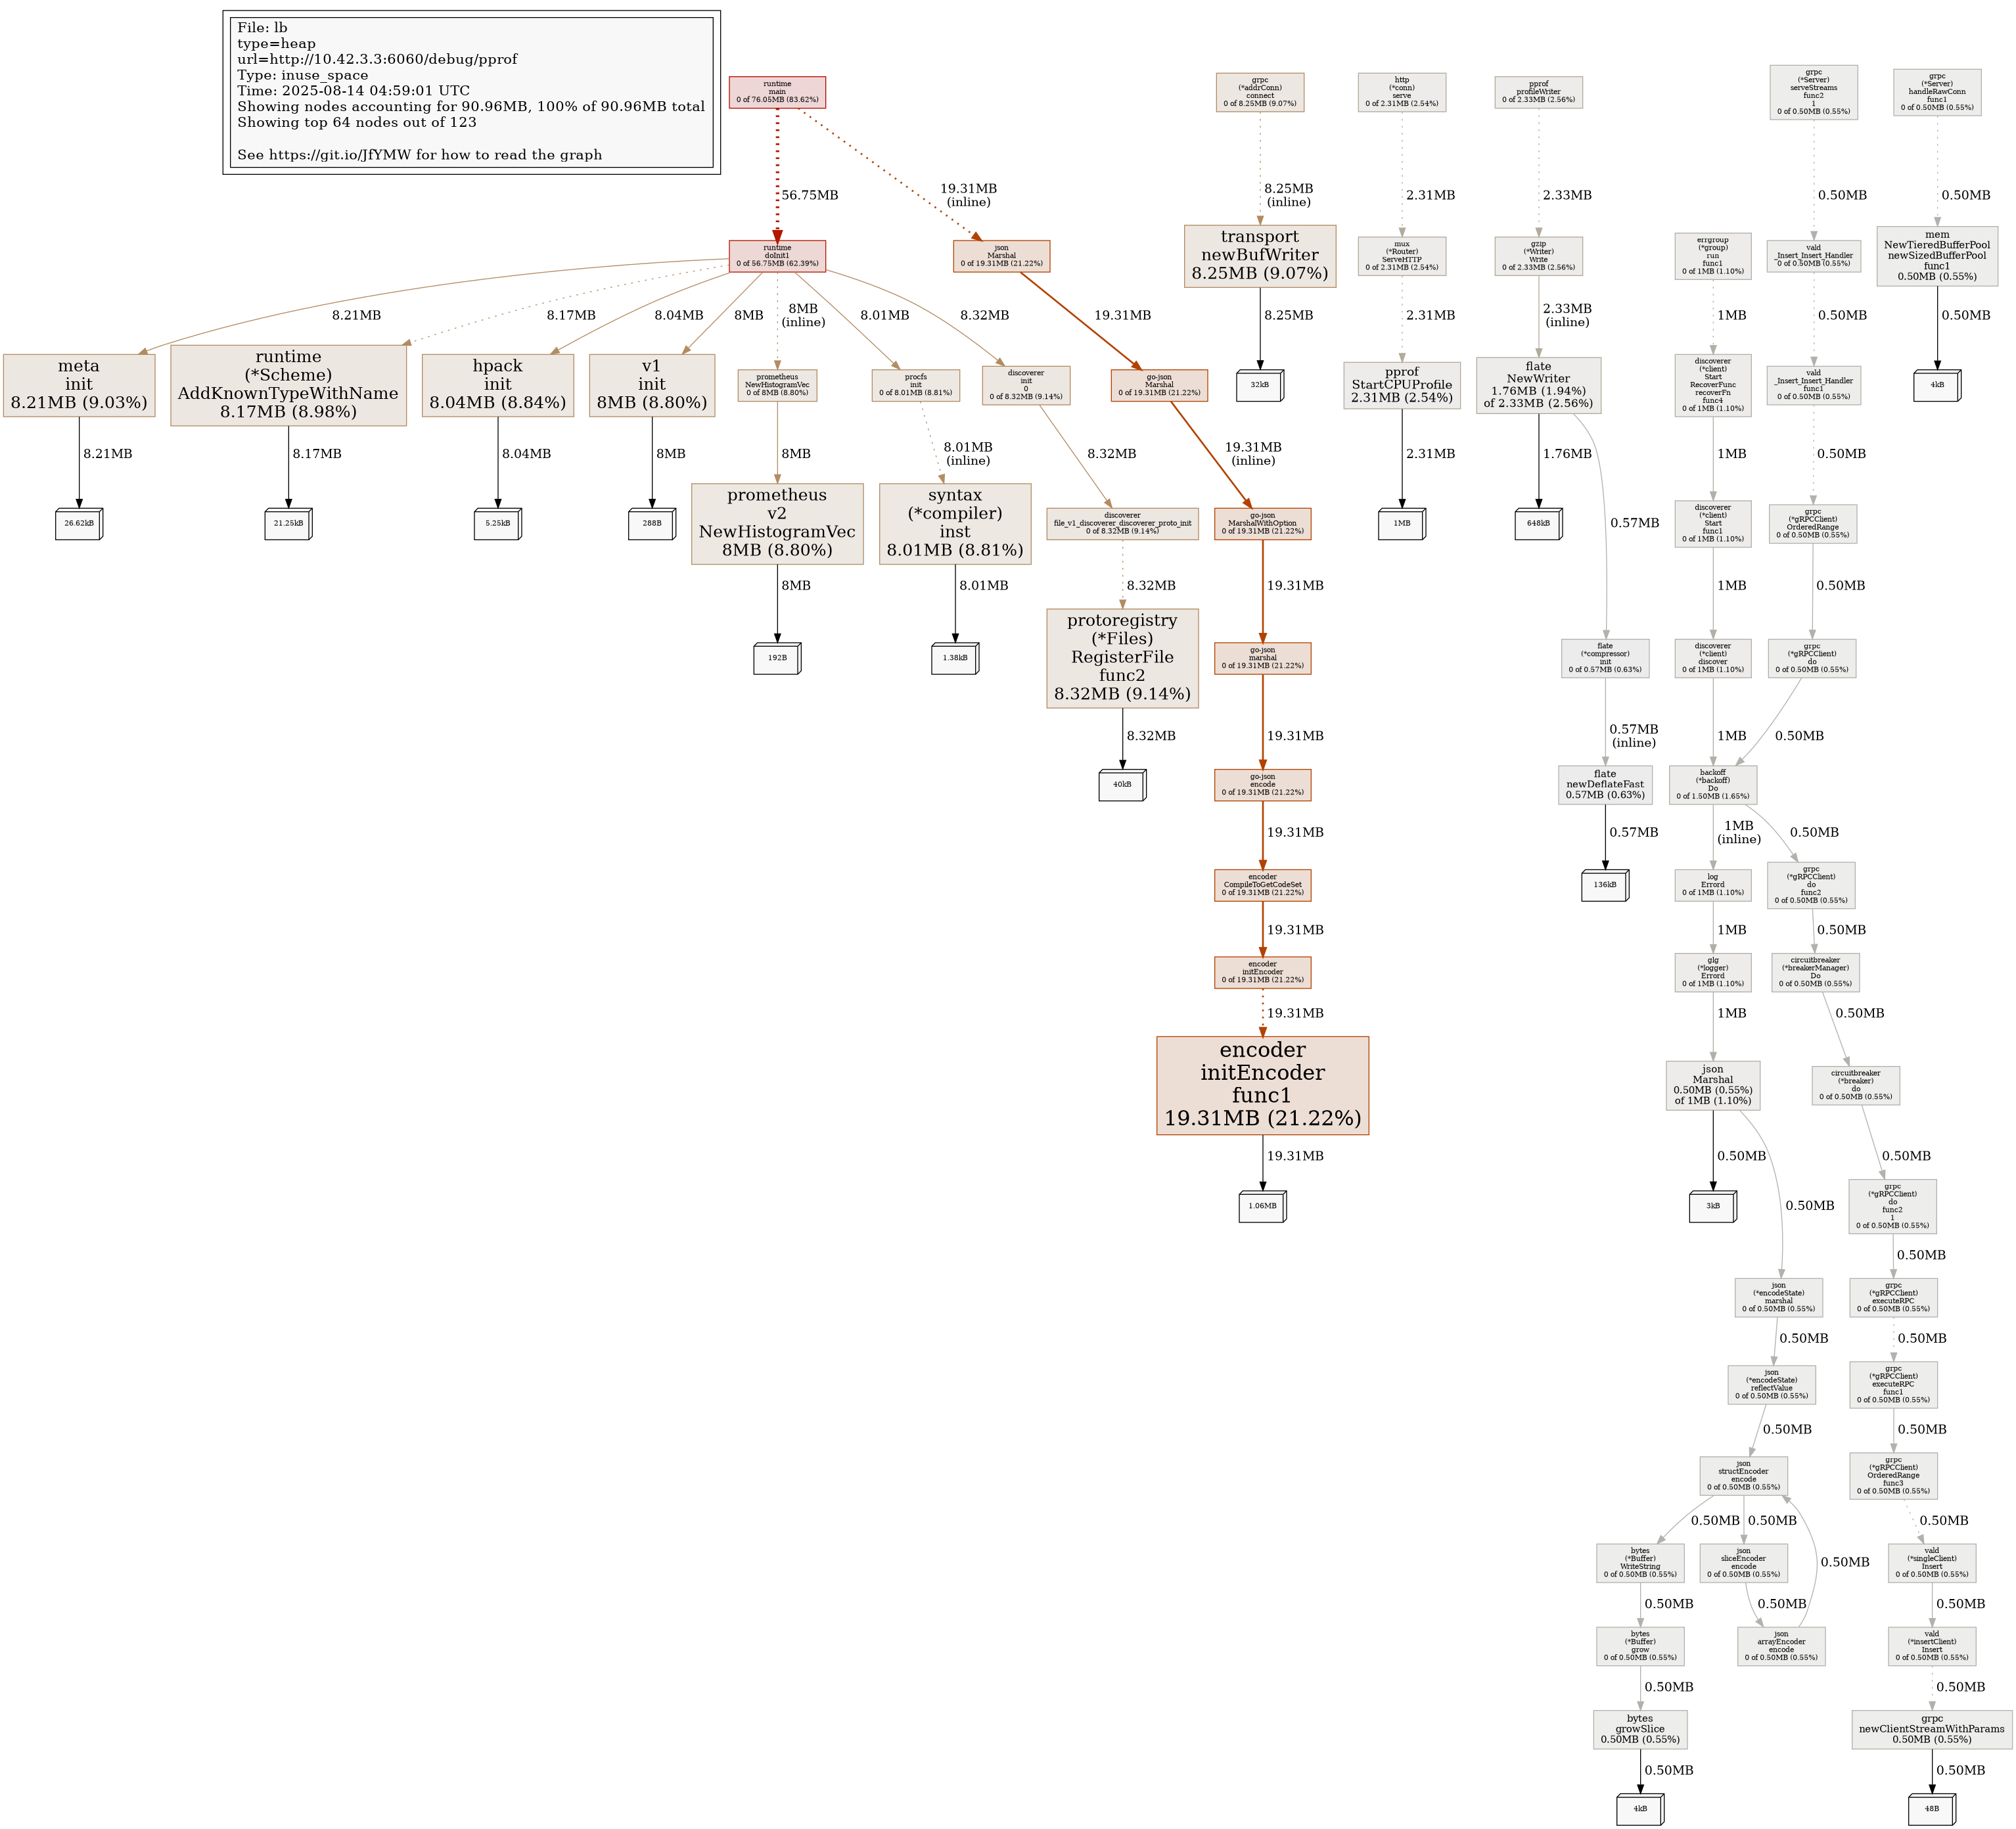 File: lb
type=heap
url=http://10.42.3.3:6060/debug/pprof
Type: inuse_space
Time: 2025-08-14 04:59:01 UTC
Showing nodes accounting for 90.96MB, 100% of 90.96MB total
Showing top 64 nodes out of 123
See https://git.io/JfYMW for how to read the graph
runtime
main
0 of 76.05MB (83.62%)
grpc
(*addrConn)
connect
0 of 8.25MB (9.07%)
http
(*conn)
serve
0 of 2.31MB (2.54%)
pprof
profileWriter
0 of 2.33MB (2.56%)
grpc
(*Server)
serveStreams
func2
1
0 of 0.50MB (0.55%)
grpc
(*Server)
handleRawConn
func1
0 of 0.50MB (0.55%)
56.75MB
19.31MB
(inline)
8.25MB
(inline)
2.31MB
2.33MB
0.50MB
0.50MB
runtime
doInit1
0 of 56.75MB (62.39%)
json
Marshal
0 of 19.31MB (21.22%)
transport
newBufWriter
8.25MB (9.07%)
mux
(*Router)
ServeHTTP
0 of 2.31MB (2.54%)
gzip
(*Writer)
Write
0 of 2.33MB (2.56%)
errgroup
(*group)
run
func1
0 of 1MB (1.10%)
vald
_Insert_Insert_Handler
0 of 0.50MB (0.55%)
mem
NewTieredBufferPool
newSizedBufferPool
func1
0.50MB (0.55%)
8.21MB
8.17MB
8.04MB
8MB
8MB
(inline)
8.01MB
8.32MB
19.31MB
8.25MB
2.31MB
2.33MB
(inline)
1MB
0.50MB
0.50MB
meta
init
8.21MB (9.03%)
runtime
(*Scheme)
AddKnownTypeWithName
8.17MB (8.98%)
hpack
init
8.04MB (8.84%)
v1
init
8MB (8.80%)
prometheus
NewHistogramVec
0 of 8MB (8.80%)
procfs
init
0 of 8.01MB (8.81%)
discoverer
init
0
0 of 8.32MB (9.14%)
go-json
Marshal
0 of 19.31MB (21.22%)
32kB
pprof
StartCPUProfile
2.31MB (2.54%)
flate
NewWriter
1.76MB (1.94%)
of 2.33MB (2.56%)
discoverer
(*client)
Start
RecoverFunc
recoverFn
func4
0 of 1MB (1.10%)
vald
_Insert_Insert_Handler
func1
0 of 0.50MB (0.55%)
4kB
8.21MB
8.17MB
8.04MB
8MB
8MB
8.01MB
(inline)
8.32MB
19.31MB
(inline)
2.31MB
1.76MB
0.57MB
1MB
0.50MB
26.62kB
21.25kB
5.25kB
288B
prometheus
v2
NewHistogramVec
8MB (8.80%)
syntax
(*compiler)
inst
8.01MB (8.81%)
discoverer
file_v1_discoverer_discoverer_proto_init
0 of 8.32MB (9.14%)
go-json
MarshalWithOption
0 of 19.31MB (21.22%)
1MB
648kB
discoverer
(*client)
Start
func1
0 of 1MB (1.10%)
grpc
(*gRPCClient)
OrderedRange
0 of 0.50MB (0.55%)
8MB
8.01MB
8.32MB
19.31MB
1MB
0.50MB
192B
1.38kB
protoregistry
(*Files)
RegisterFile
func2
8.32MB (9.14%)
go-json
marshal
0 of 19.31MB (21.22%)
flate
(*compressor)
init
0 of 0.57MB (0.63%)
discoverer
(*client)
discover
0 of 1MB (1.10%)
grpc
(*gRPCClient)
do
0 of 0.50MB (0.55%)
8.32MB
19.31MB
0.57MB
(inline)
1MB
0.50MB
40kB
go-json
encode
0 of 19.31MB (21.22%)
flate
newDeflateFast
0.57MB (0.63%)
backoff
(*backoff)
Do
0 of 1.50MB (1.65%)
19.31MB
0.57MB
1MB
(inline)
0.50MB
encoder
CompileToGetCodeSet
0 of 19.31MB (21.22%)
136kB
log
Errord
0 of 1MB (1.10%)
grpc
(*gRPCClient)
do
func2
0 of 0.50MB (0.55%)
19.31MB
1MB
0.50MB
encoder
initEncoder
0 of 19.31MB (21.22%)
glg
(*logger)
Errord
0 of 1MB (1.10%)
circuitbreaker
(*breakerManager)
Do
0 of 0.50MB (0.55%)
19.31MB
1MB
0.50MB
encoder
initEncoder
func1
19.31MB (21.22%)
json
Marshal
0.50MB (0.55%)
of 1MB (1.10%)
circuitbreaker
(*breaker)
do
0 of 0.50MB (0.55%)
19.31MB
0.50MB
0.50MB
0.50MB
1.06MB
3kB
grpc
(*gRPCClient)
do
func2
1
0 of 0.50MB (0.55%)
0.50MB
json
(*encodeState)
marshal
0 of 0.50MB (0.55%)
grpc
(*gRPCClient)
executeRPC
0 of 0.50MB (0.55%)
0.50MB
0.50MB
json
(*encodeState)
reflectValue
0 of 0.50MB (0.55%)
grpc
(*gRPCClient)
executeRPC
func1
0 of 0.50MB (0.55%)
0.50MB
0.50MB
json
structEncoder
encode
0 of 0.50MB (0.55%)
grpc
(*gRPCClient)
OrderedRange
func3
0 of 0.50MB (0.55%)
0.50MB
0.50MB
0.50MB
0.50MB
bytes
(*Buffer)
WriteString
0 of 0.50MB (0.55%)
json
sliceEncoder
encode
0 of 0.50MB (0.55%)
vald
(*singleClient)
Insert
0 of 0.50MB (0.55%)
0.50MB
0.50MB
0.50MB
bytes
(*Buffer)
grow
0 of 0.50MB (0.55%)
json
arrayEncoder
encode
0 of 0.50MB (0.55%)
vald
(*insertClient)
Insert
0 of 0.50MB (0.55%)
0.50MB
0.50MB
bytes
growSlice
0.50MB (0.55%)
grpc
newClientStreamWithParams
0.50MB (0.55%)
0.50MB
0.50MB
4kB
48B